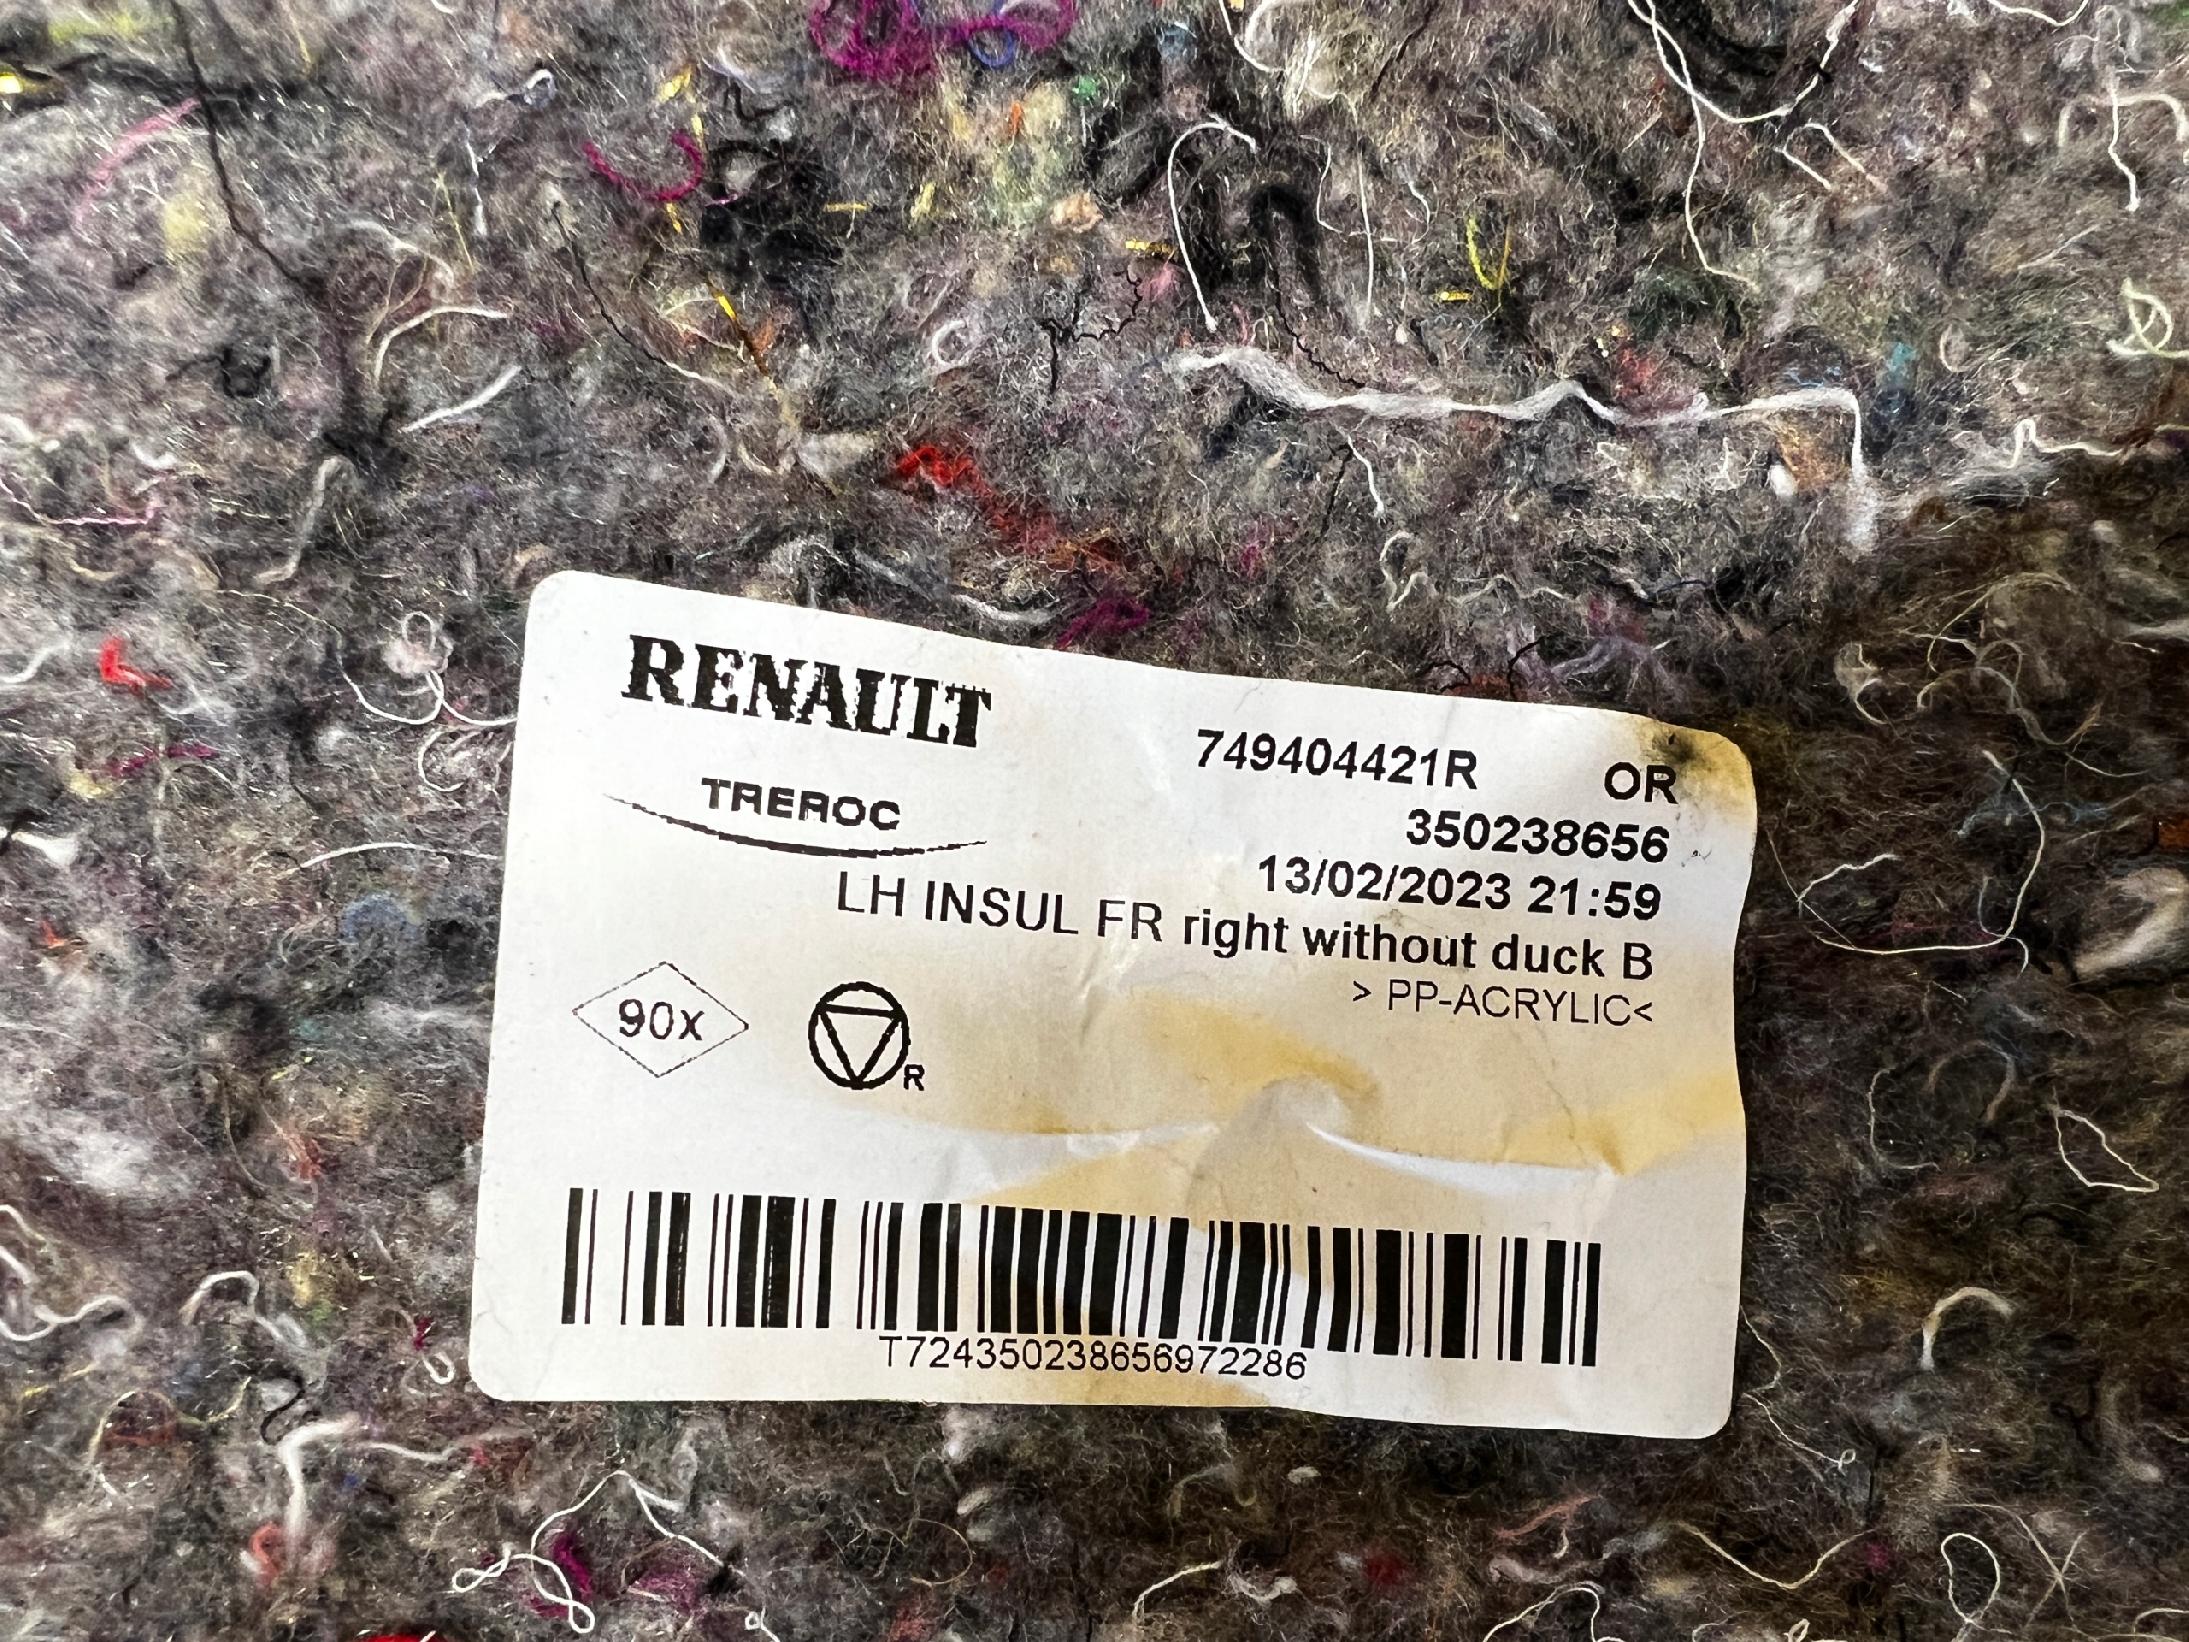 RENAULT
TREROC
749404421R OR
350238656
13/02/2023 21:59
LH INSUL FR right without duck B
> PP-ACRYLIC<
90x
R
T724350238656972286